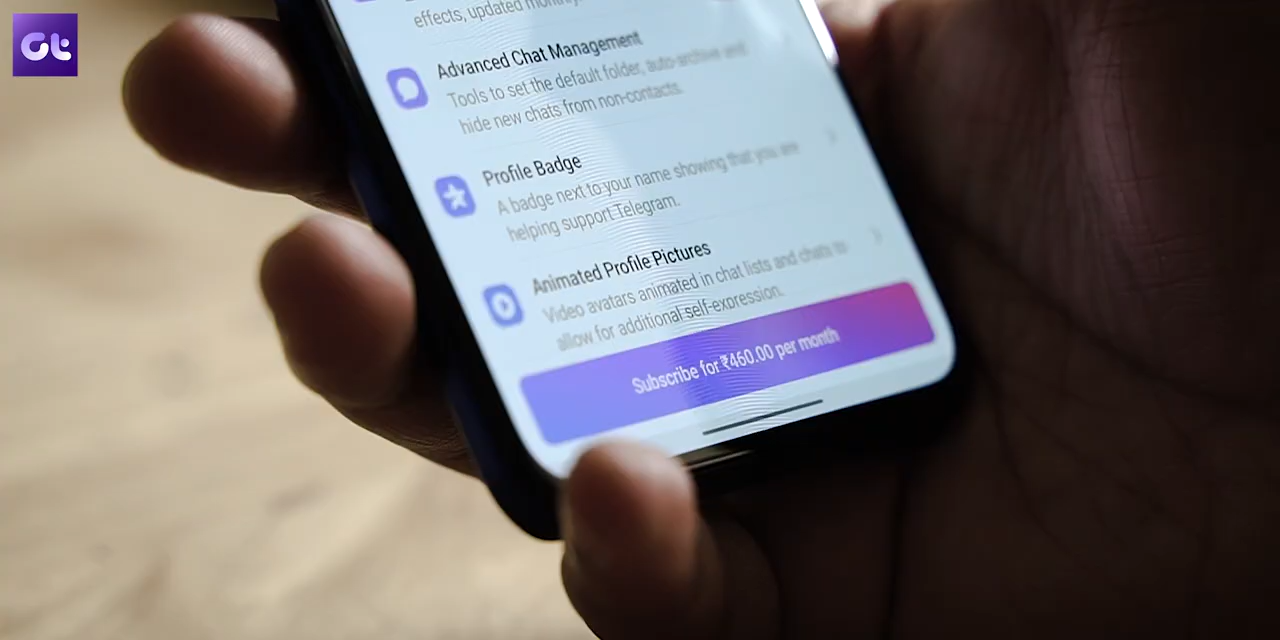 Gt
effects, updated monthly.
Advanced Chat Management
Tools to set the default folder, auto-archive and
hide new chats from non-contacts.
Profile Badge
A badge next to your name showing that you are
helping support Telegram.
Animated Profile Pictures
Video avatars animated in chat lists and chats to
allow for additional self-expression.
Subscribe for ₹460.00 per month